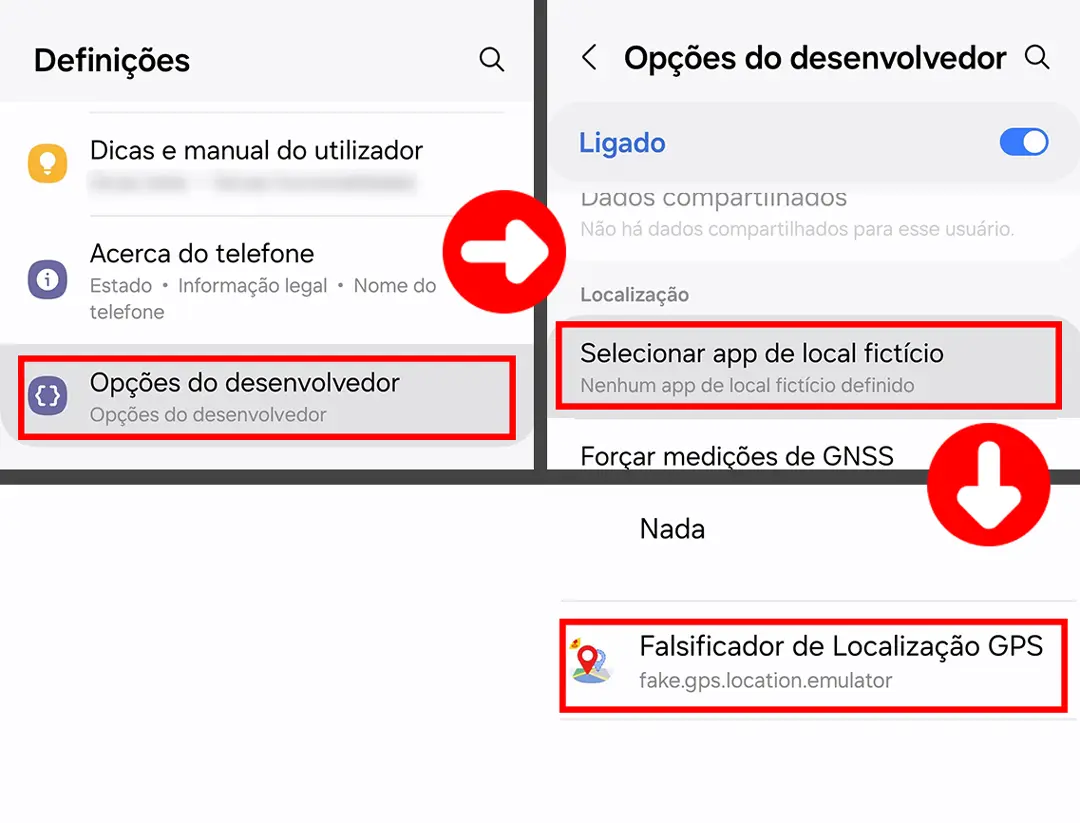 Definições
Dicas e manual do utilizador
Acerca do telefone
Estado • Informação legal • Nome do
telefone
Opções do desenvolvedor
Opções do desenvolvedor
Opções do desenvolvedor
Ligado
Dados compartilhados
Não há dados compartilhados para esse usuário.
Localização
Selecionar app de local fictício
Nenhum app de local fictício definido
Forçar medições de GNSS
Nada
Falsificador de Localização GPS
fake.gps.location.emulator